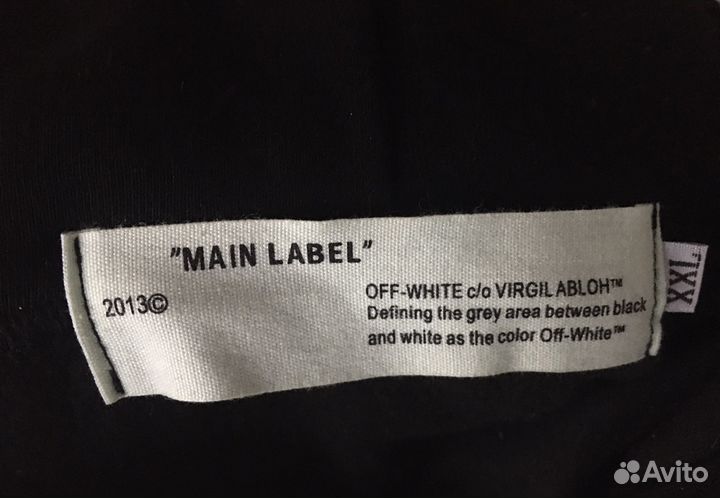 "MAIN LABEL"
2013©
OFF-WHITE c/o VIRGIL ABLOH™
Defining the grey area between black
and white as the color Off-White™
XXL
Avito